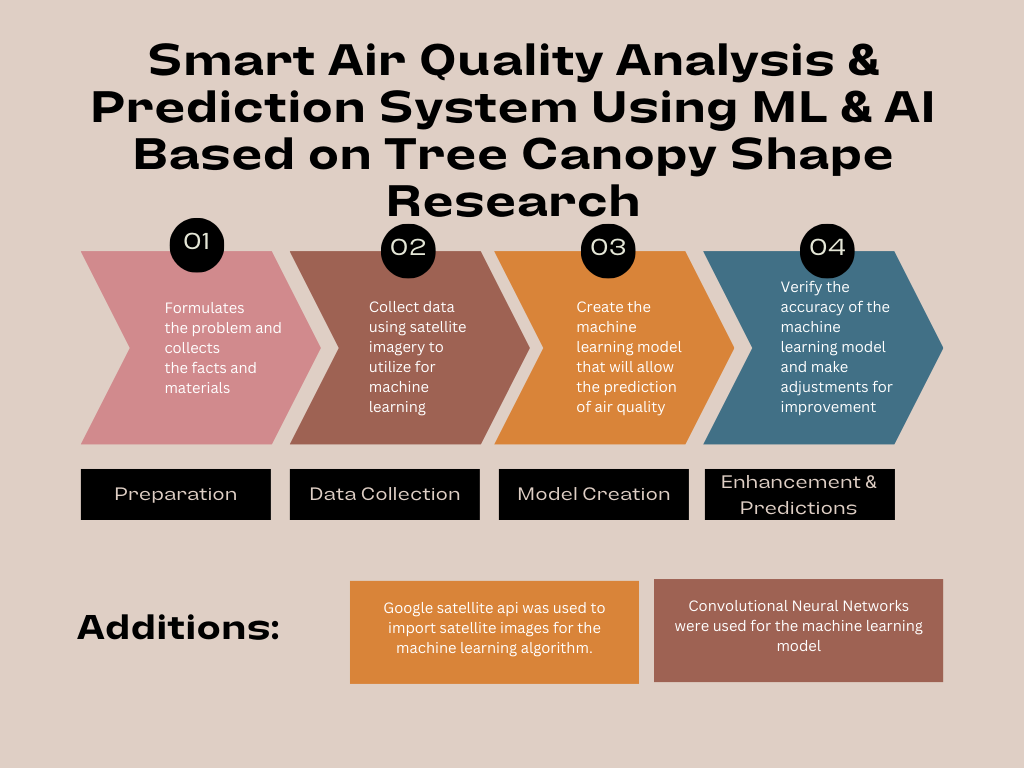 Smart Air Quality Analysis &
Prediction System Using ML & AI
Based on Tree Canopy Shape
Research
01
Formulates
the problem and
collects
the facts and
materials
02
Collect data
using satellite
imagery to
utilize for
machine
learning
03
Create the
machine
learning model
that will allow
the prediction
of air quality
04
Verify the
accuracy of the
machine
learning model
and make
adjustments for
improvement
Preparation
Data Collection
Model Creation
Enhancement &
Predictions
Additions:
Google satellite api was used to
import satellite images for the
machine learning algorithm.
Convolutional Neural Networks
were used for the machine learning
model